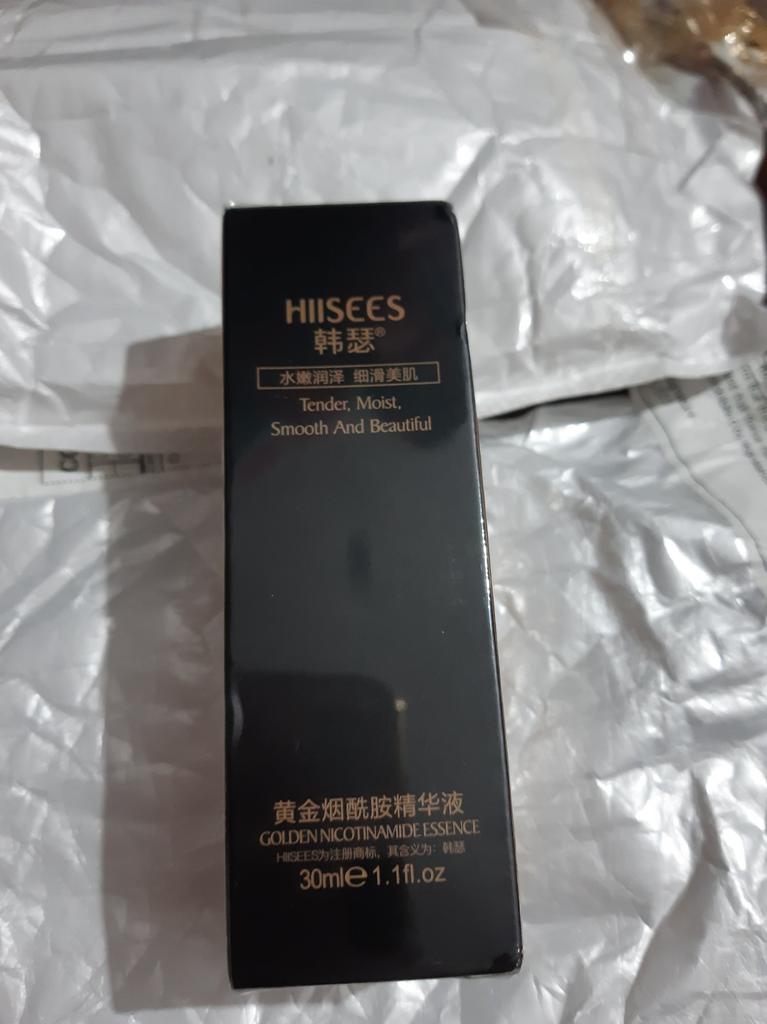 HIISEES
韩瑟®
水嫩润泽 细滑美肌
Tender, Moist,
Smooth And Beautiful
黄金烟酰胺精华液
GOLDEN NICOTINAMIDE ESSENCE
HIISEES为注册商标，其含义为：韩瑟
30ml℮1.1fl.oz